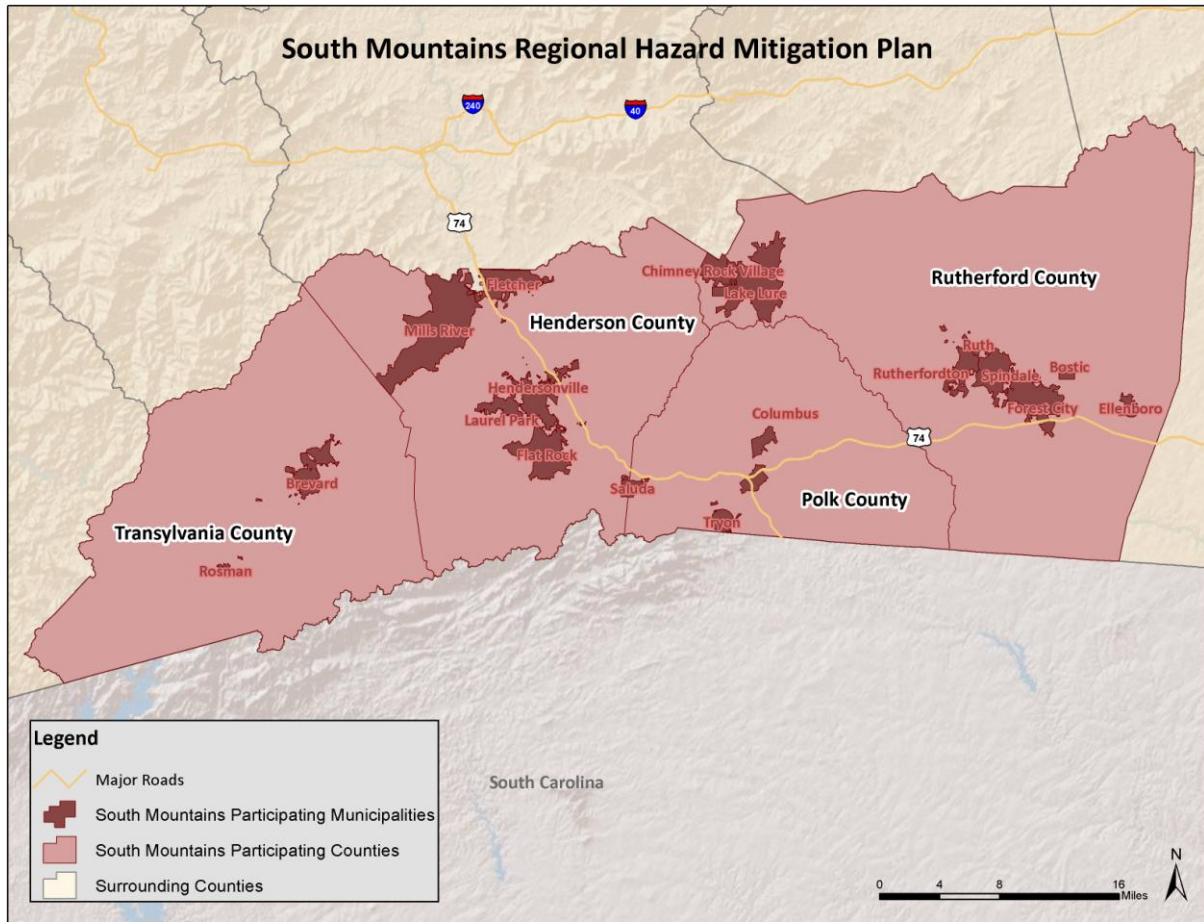 South Mountains Regional Hazard Mitigation Plan
240
40
74
Chimney Rock Village
Rutherford County
Fletcher
Lake Lure
Mills River
Henderson County
Ruth
Rutherfordton
Spindale
Bostic
Hendersonville
Forest City
Ellenboro
Laurel Park
Columbus
74
Flat Rock
Brevard
Saluda
Polk County
Transylvania County
Tryon
Rosman
Legend
Major Roads
South Mountains Participating Municipalities
South Mountains Participating Counties
Surrounding Counties
South Carolina
N
0 4 8 16
Miles